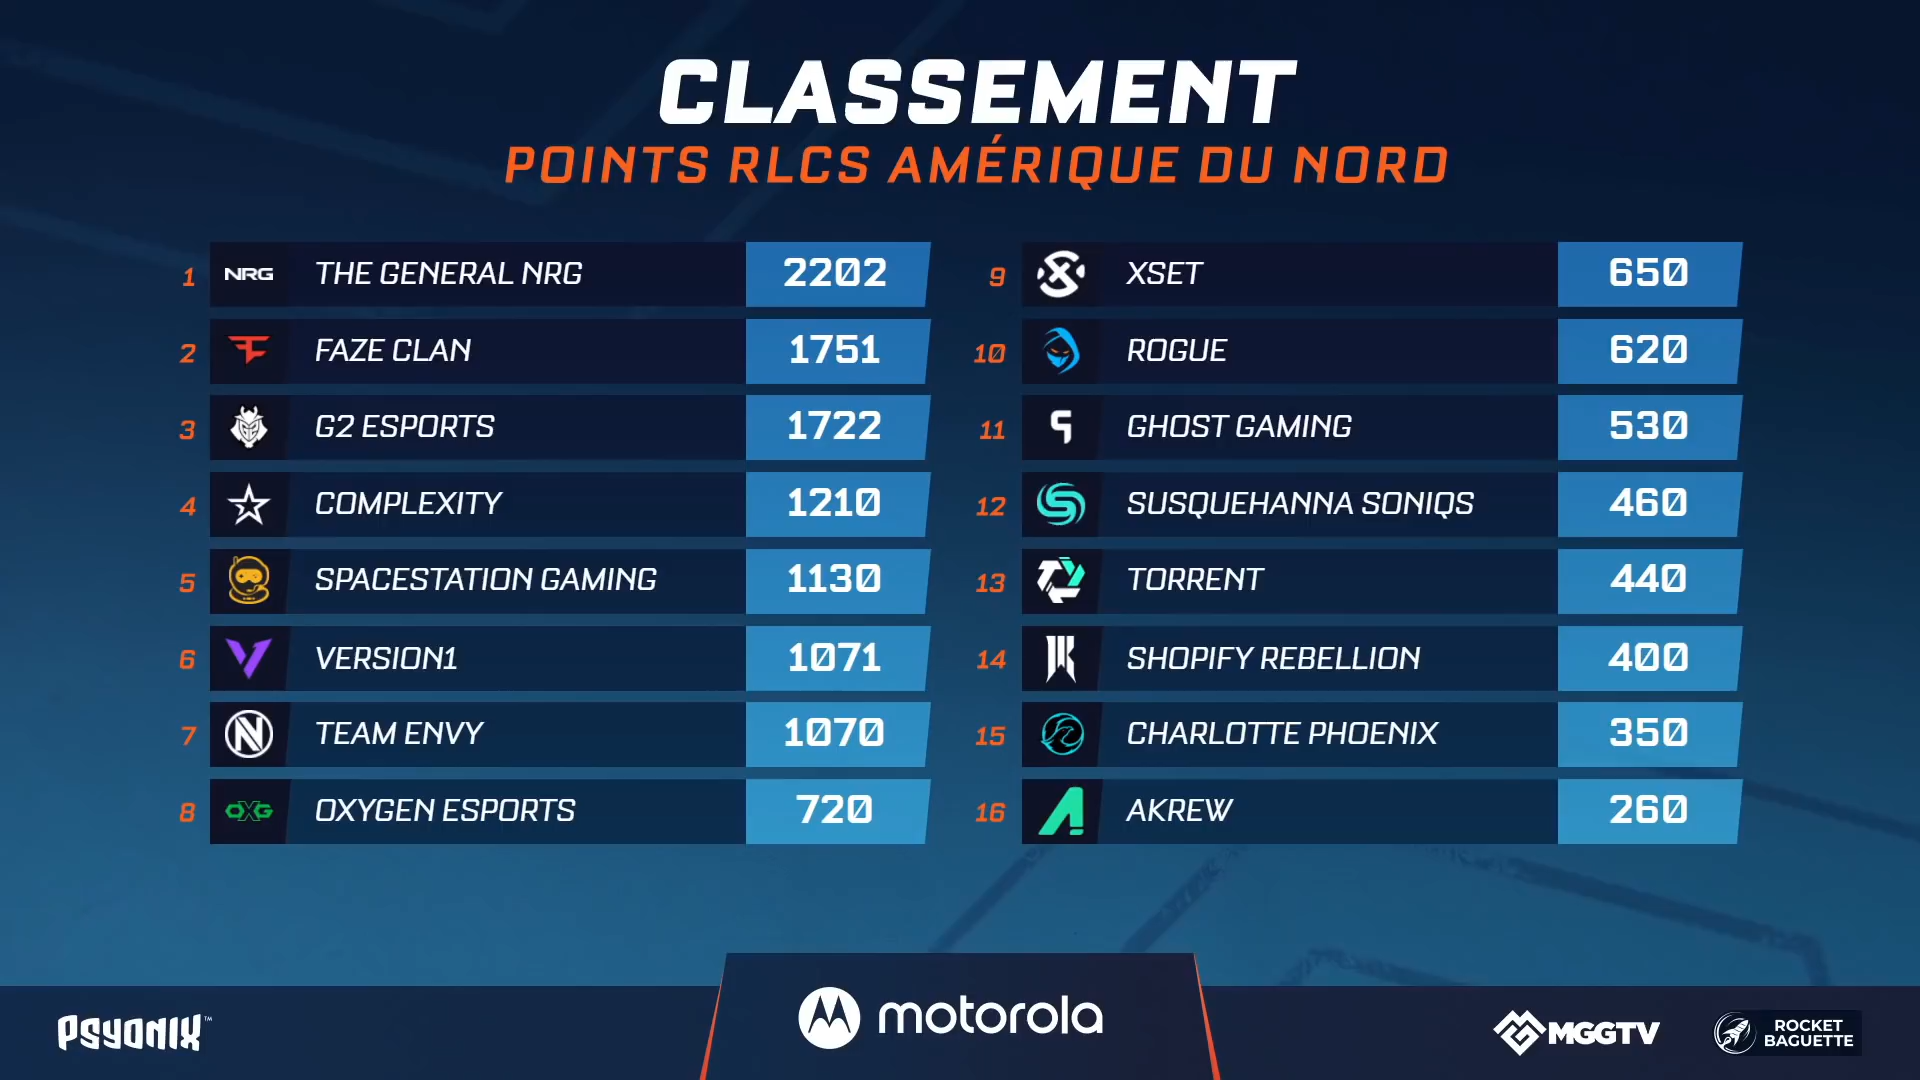 CLASSEMENT
POINTS RLCS AMÉRIQUE DU NORD
1 NRG THE GENERAL NRG 2202
2 FAZE CLAN 1751
3 G2 ESPORTS 1722
4 COMPLEXITY 1210
5 SPACESTATION GAMING 1130
6 VERSION1 1071
7 TEAM ENVY 1070
8 OXG OXYGEN ESPORTS 720
9 XSET 650
10 ROGUE 620
11 GHOST GAMING 530
12 SUSQUEHANNA SONIQS 460
13 TORRENT 440
14 SHOPIFY REBELLION 400
15 CHARLOTTE PHOENIX 350
16 AKREW 260
PSYONIX™
motorola
MGGTV
ROCKET
BAGUETTE